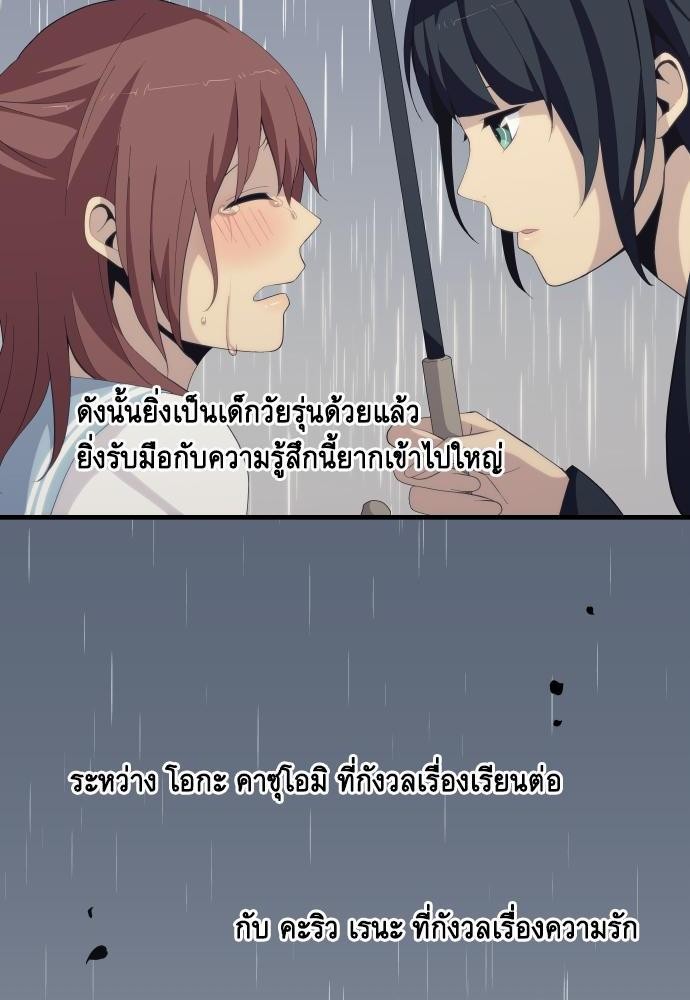 ดังนั้นยิ่งเป็นเด็กวัยรุ่นด้วยแล้ว
ยิ่งรับมือกับความรู้สึกนี้ยากเข้าไปใหญ่
ระหว่าง โอกะ คาซุโอมิ ที่กังวลเรื่องเรียนต่อ
กับ คะริว เรนะ ที่กังวลเรื่องความรัก